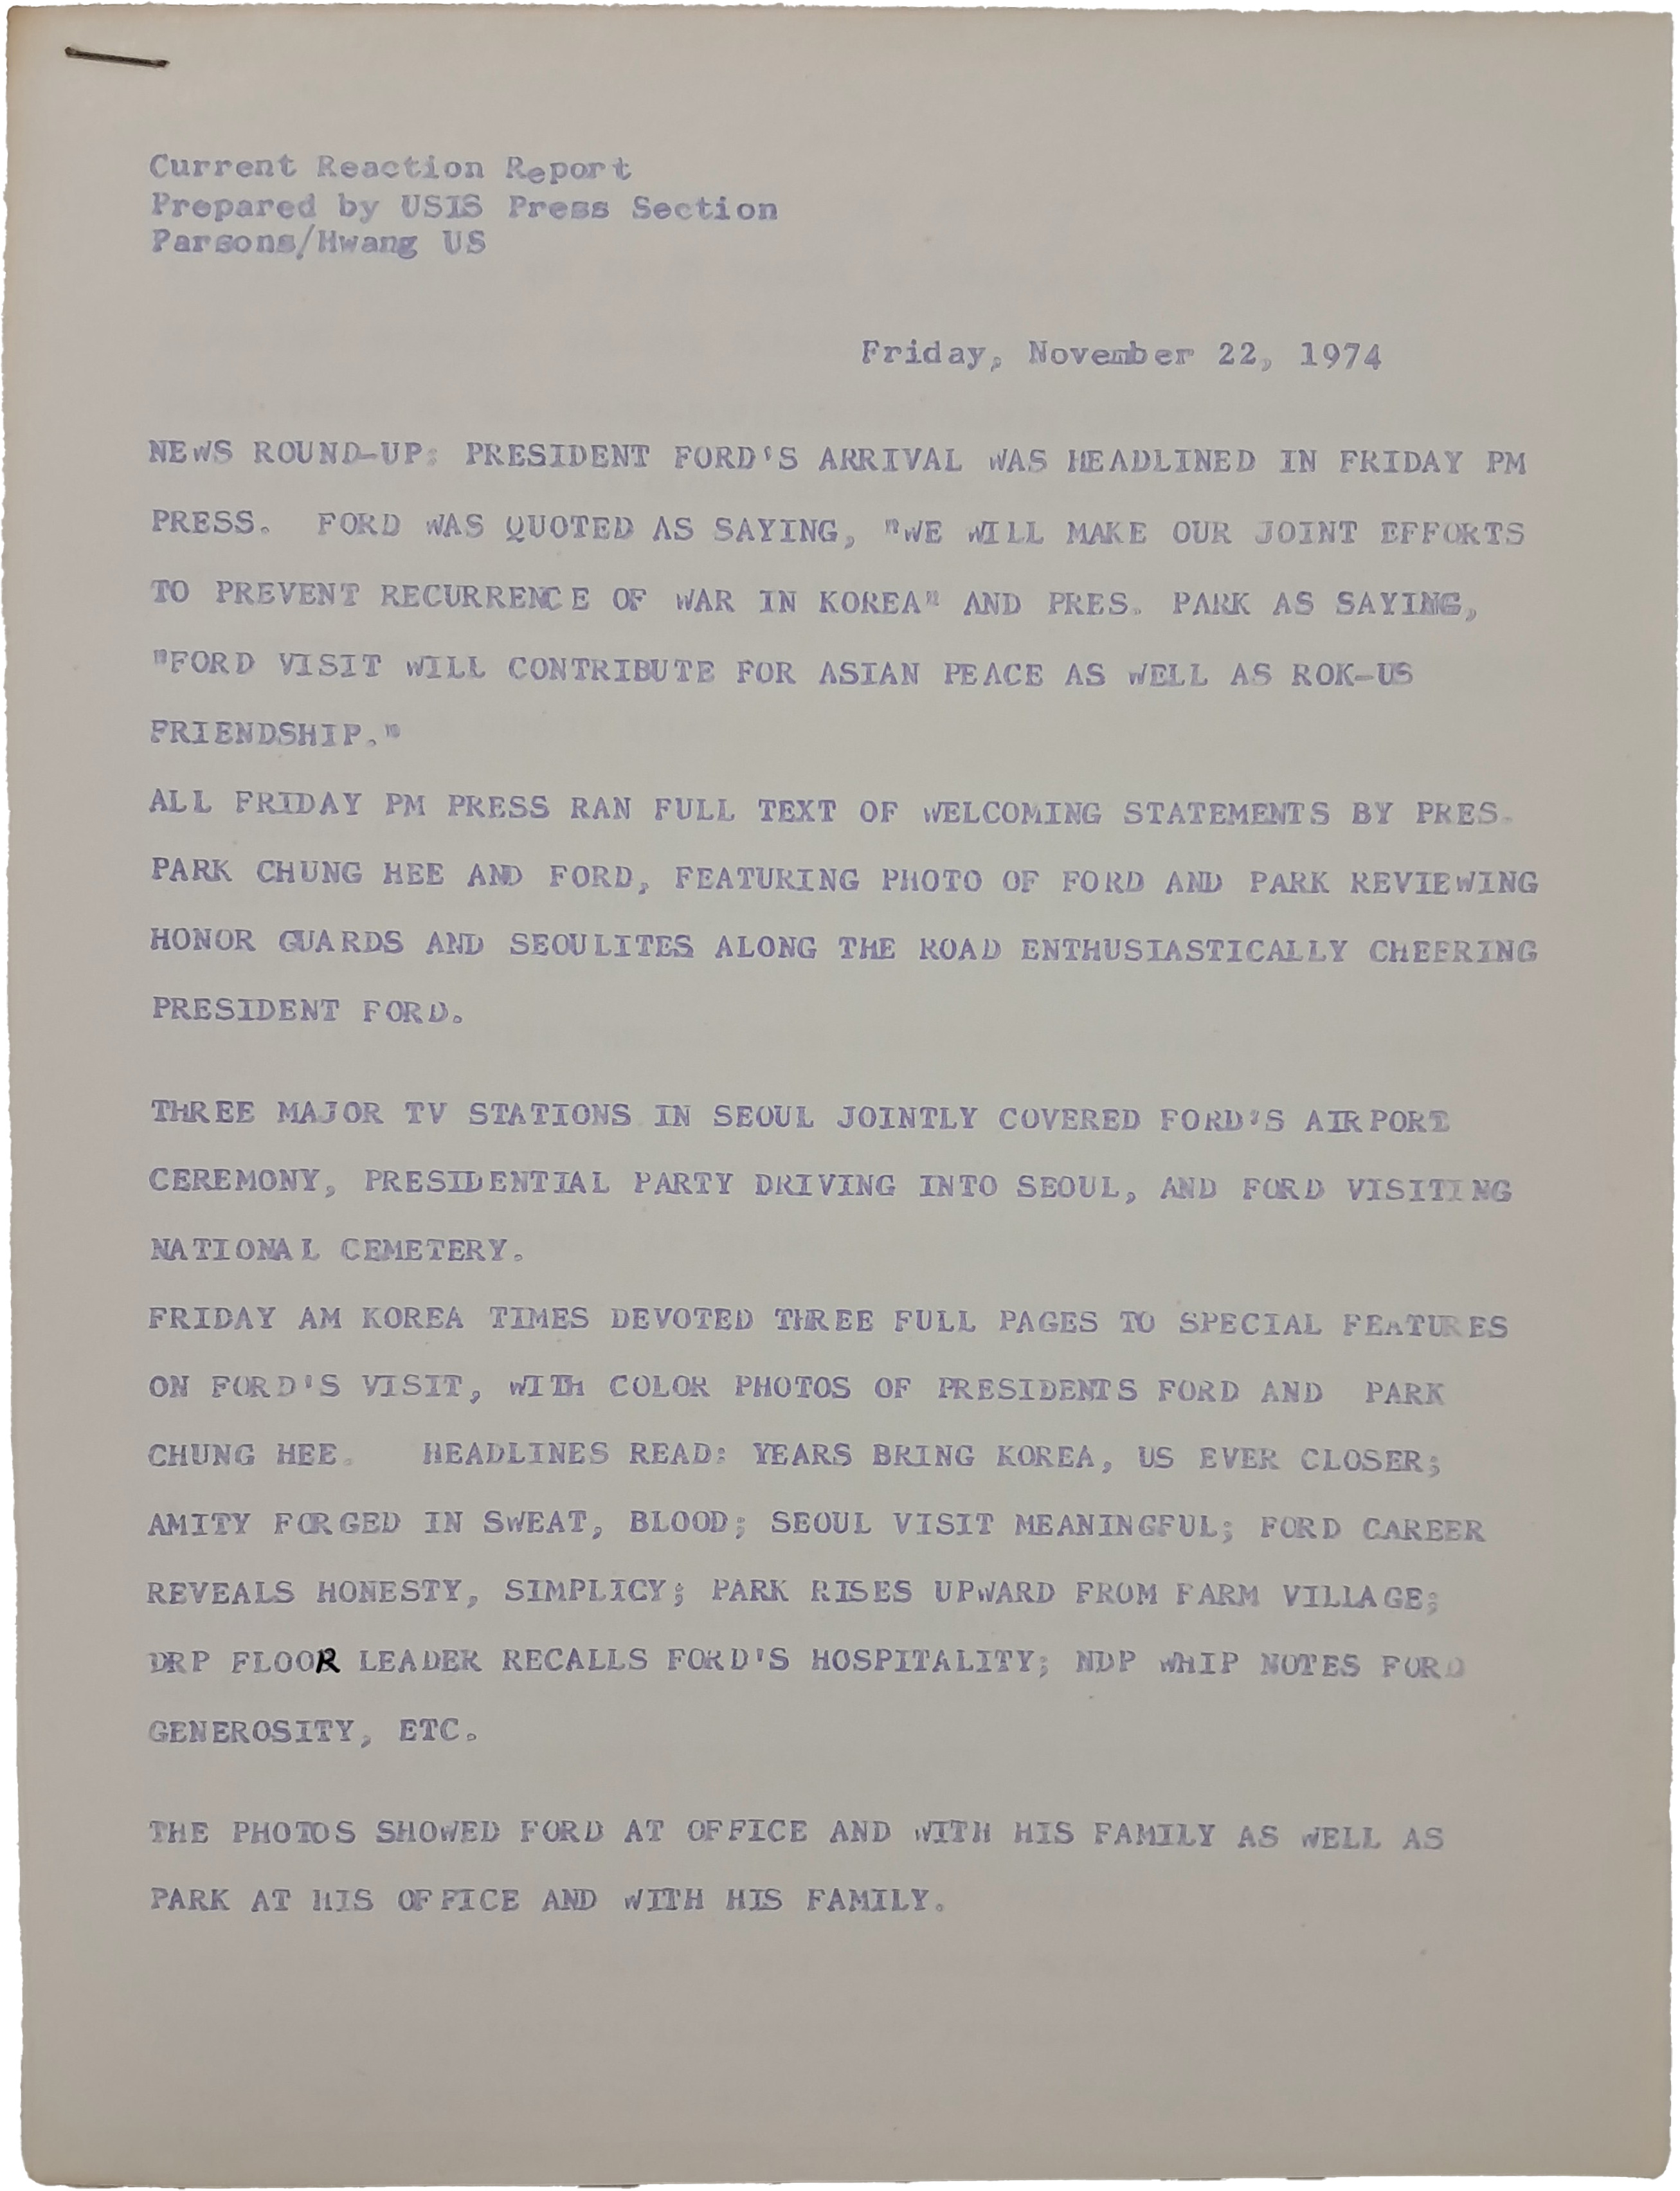 Current Reaction Report
Prepared by USIS Press Section
Parsons/Hwang US
Friday, November 22, 1974
NEWS ROUND-UP: PRESIDENT FORD'S ARRIVAL WAS HEADLINED IN FRIDAY PM
PRESS. FORD WAS QUOTED AS SAYING, "WE WILL MAKE OUR JOINT EFFORTS
TO PREVENT RECURRENCE OF WAR IN KOREA" AND PRES. PARK AS SAYING,
"FORD VISIT WILL CONTRIBUTE FOR ASIAN PEACE AS WELL AS ROK-US
FRIENDSHIP."
ALL FRIDAY PM PRESS RAN FULL TEXT OF WELCOMING STATEMENTS BY PRES.
PARK CHUNG HEE AND FORD, FEATURING PHOTO OF FORD AND PARK REVIEWING
HONOR GUARDS AND SEOULITES ALONG THE ROAD ENTHUSIASTICALLY CHEERING
PRESIDENT FORD.
THREE MAJOR TV STATIONS IN SEOUL JOINTLY COVERED FORD'S AIRPORT
CEREMONY, PRESIDENTIAL PARTY DRIVING INTO SEOUL, AND FORD VISITING
NATIONAL CEMETERY.
FRIDAY AM KOREA TIMES DEVOTED THREE FULL PAGES TO SPECIAL FEATURES
ON FORD'S VISIT, WITH COLOR PHOTOS OF PRESIDENTS FORD AND PARK
CHUNG HEE. HEADLINES READ: YEARS BRING KOREA, US EVER CLOSER;
AMITY FORGED IN SWEAT, BLOOD; SEOUL VISIT MEANINGFUL; FORD CAREER
REVEALS HONESTY, SIMPLICY; PARK RISES UPWARD FROM FARM VILLAGE;
DRP FLOOR LEADER RECALLS FORD'S HOSPITALITY; NDP WHIP NOTES FORD
GENEROSITY, ETC.
THE PHOTOS SHOWED FORD AT OFFICE AND WITH HIS FAMILY AS WELL AS
PARK AT HIS OFFICE AND WITH HIS FAMILY.